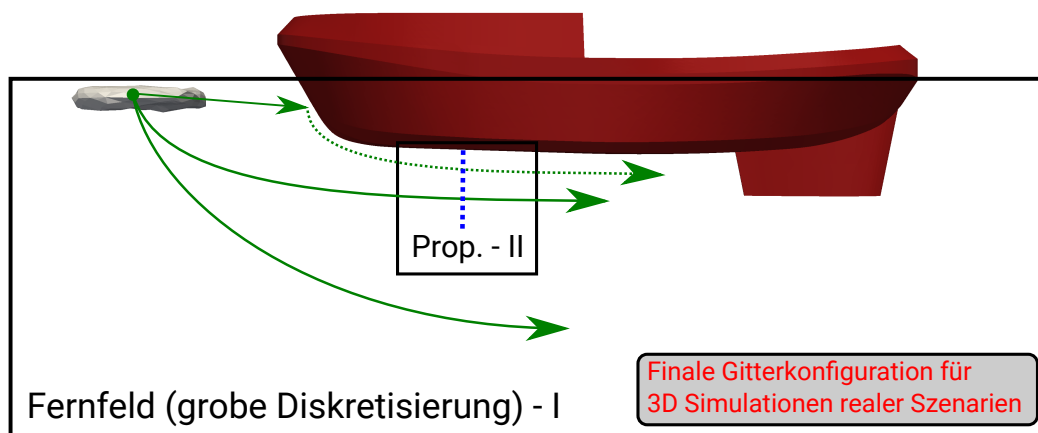 Prop. - II
Fernfeld (grobe Diskretisierung) - I
Finale Gitterkonfiguration für
3D Simulationen realer Szenarien